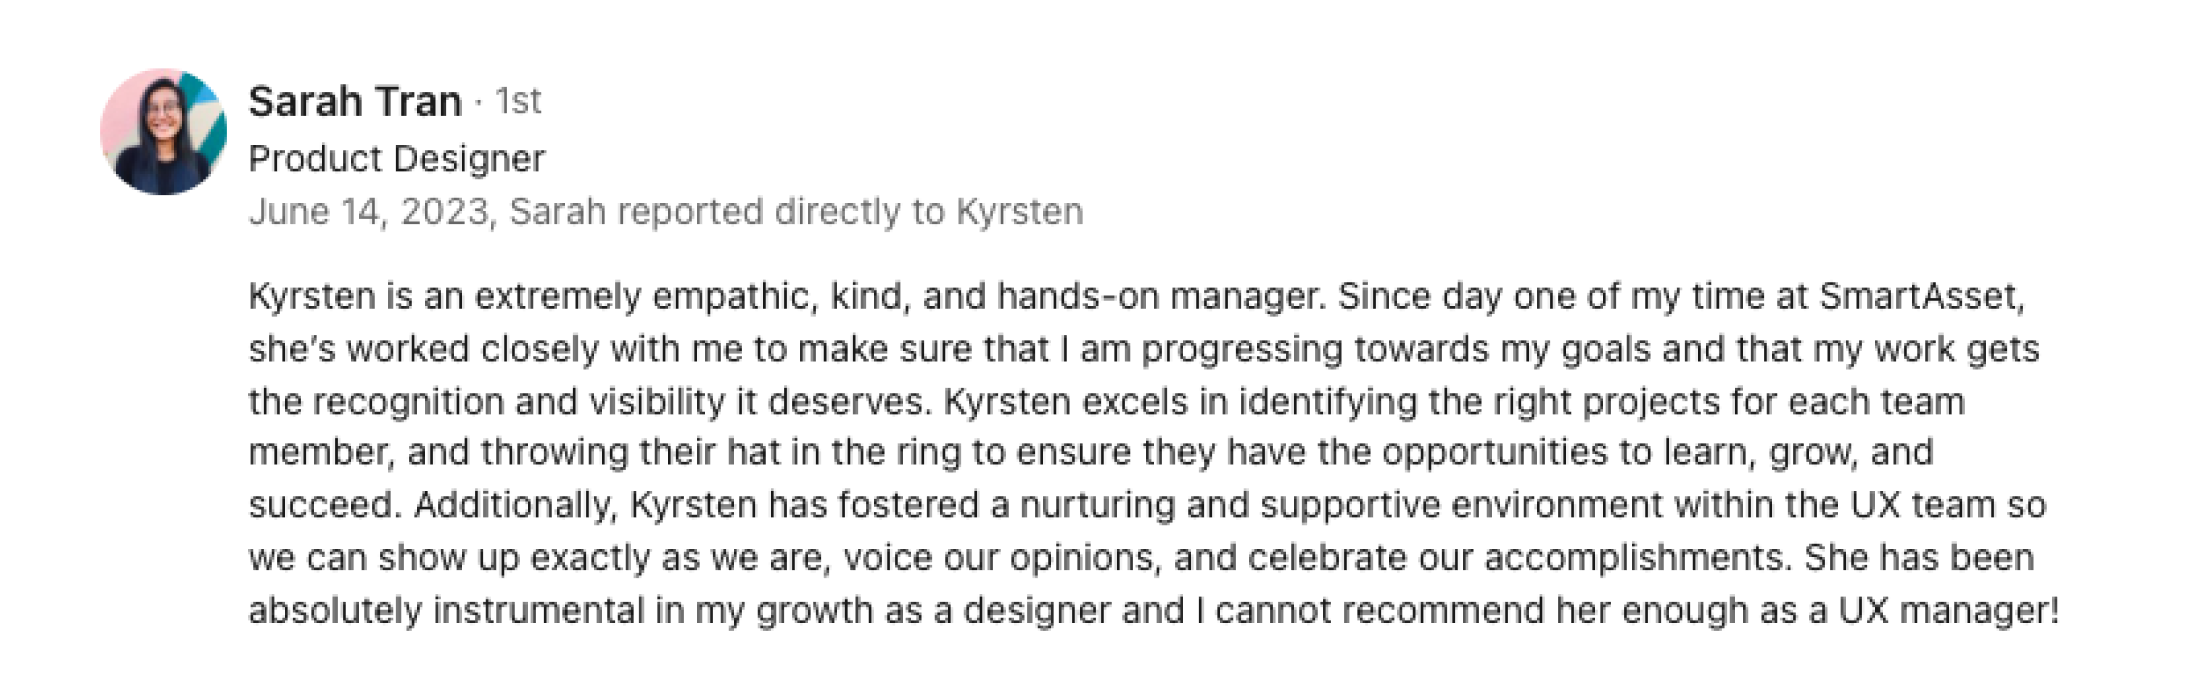 Sarah Tran · 1st
Product Designer
June 14, 2023, Sarah reported directly to Kyrsten
Kyrsten is an extremely empathic, kind, and hands-on manager. Since day one of my time at SmartAsset,
she’s worked closely with me to make sure that I am progressing towards my goals and that my work gets
the recognition and visibility it deserves. Kyrsten excels in identifying the right projects for each team
member, and throwing their hat in the ring to ensure they have the opportunities to learn, grow, and
succeed. Additionally, Kyrsten has fostered a nurturing and supportive environment within the UX team so
we can show up exactly as we are, voice our opinions, and celebrate our accomplishments. She has been
absolutely instrumental in my growth as a designer and I cannot recommend her enough as a UX manager!